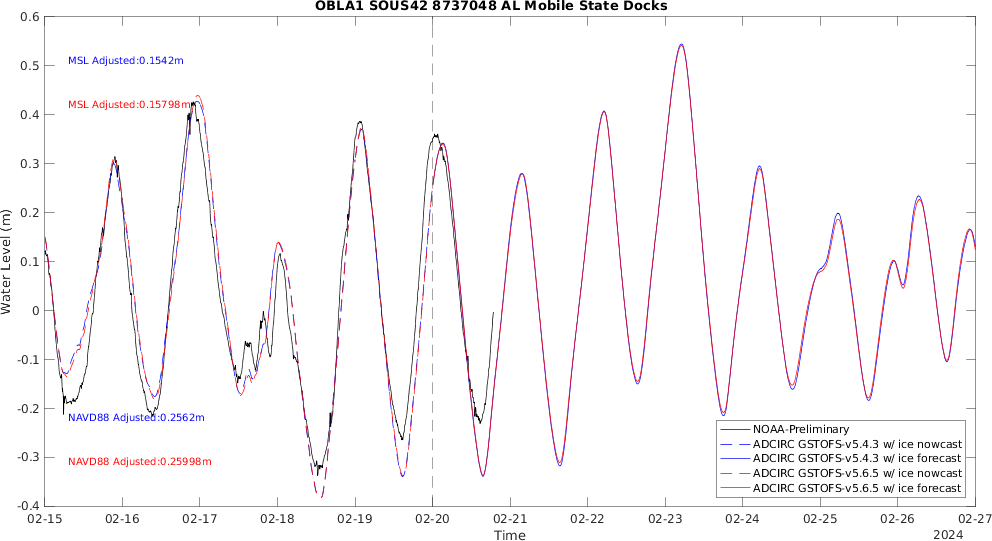 OBLA1 SOUS42 8737048 AL Mobile State Docks
0.6
0.5
0.4
0.3
0.2
0.1
0
-0.1
-0.2
-0.3
-0.4
Water Level (m)
MSL Adjusted:0.1542m
MSL Adjusted:0.15798m
NAVD88 Adjusted:0.2562m
NAVD88 Adjusted:0.25998m
NOAA-Preliminary
ADCIRC GSTOFS-v5.4.3 w/ ice nowcast
ADCIRC GSTOFS-v5.4.3 w/ ice forecast
ADCIRC GSTOFS-v5.6.5 w/ ice nowcast
ADCIRC GSTOFS-v5.6.5 w/ ice forecast
02-15 02-16 02-17 02-18 02-19 02-20 02-21 02-22 02-23 02-24 02-25 02-26 02-27
Time
2024